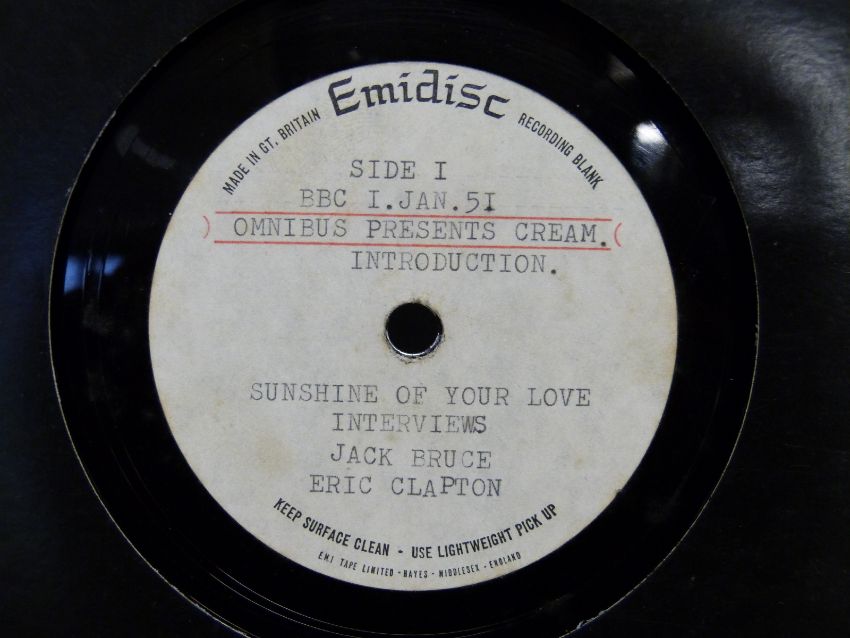 Emidisc
MADE IN GT. BRITAIN
RECORDING BLANK
SIDE I
BBC I.JAN.5I
OMNIBUS PRESENTS CREAM.
INTRODUCTION.
SUNSHINE OF YOUR LOVE
INTERVIEWS
JACK BRUCE
ERIC CLAPTON
KEEP SURFACE CLEAN - USE LIGHTWEIGHT PICK UP
E.M.I TAPE LIMITED - HAYES - MIDDLESEX - ENGLAND